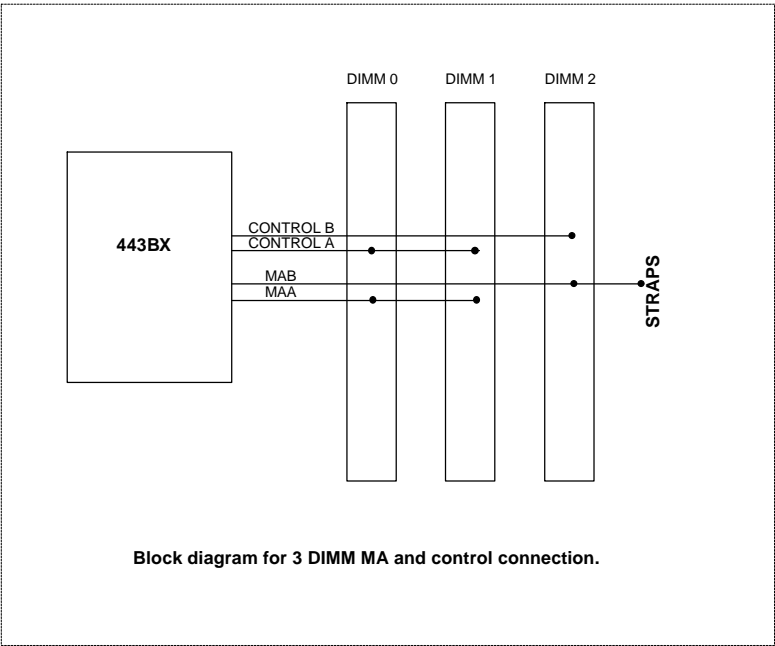 DIMM 0 DIMM 1 DIMM 2
443BX
CONTROL B
CONTROL A
MAB
MAA
STRAPS
Block diagram for 3 DIMM MA and control connection.